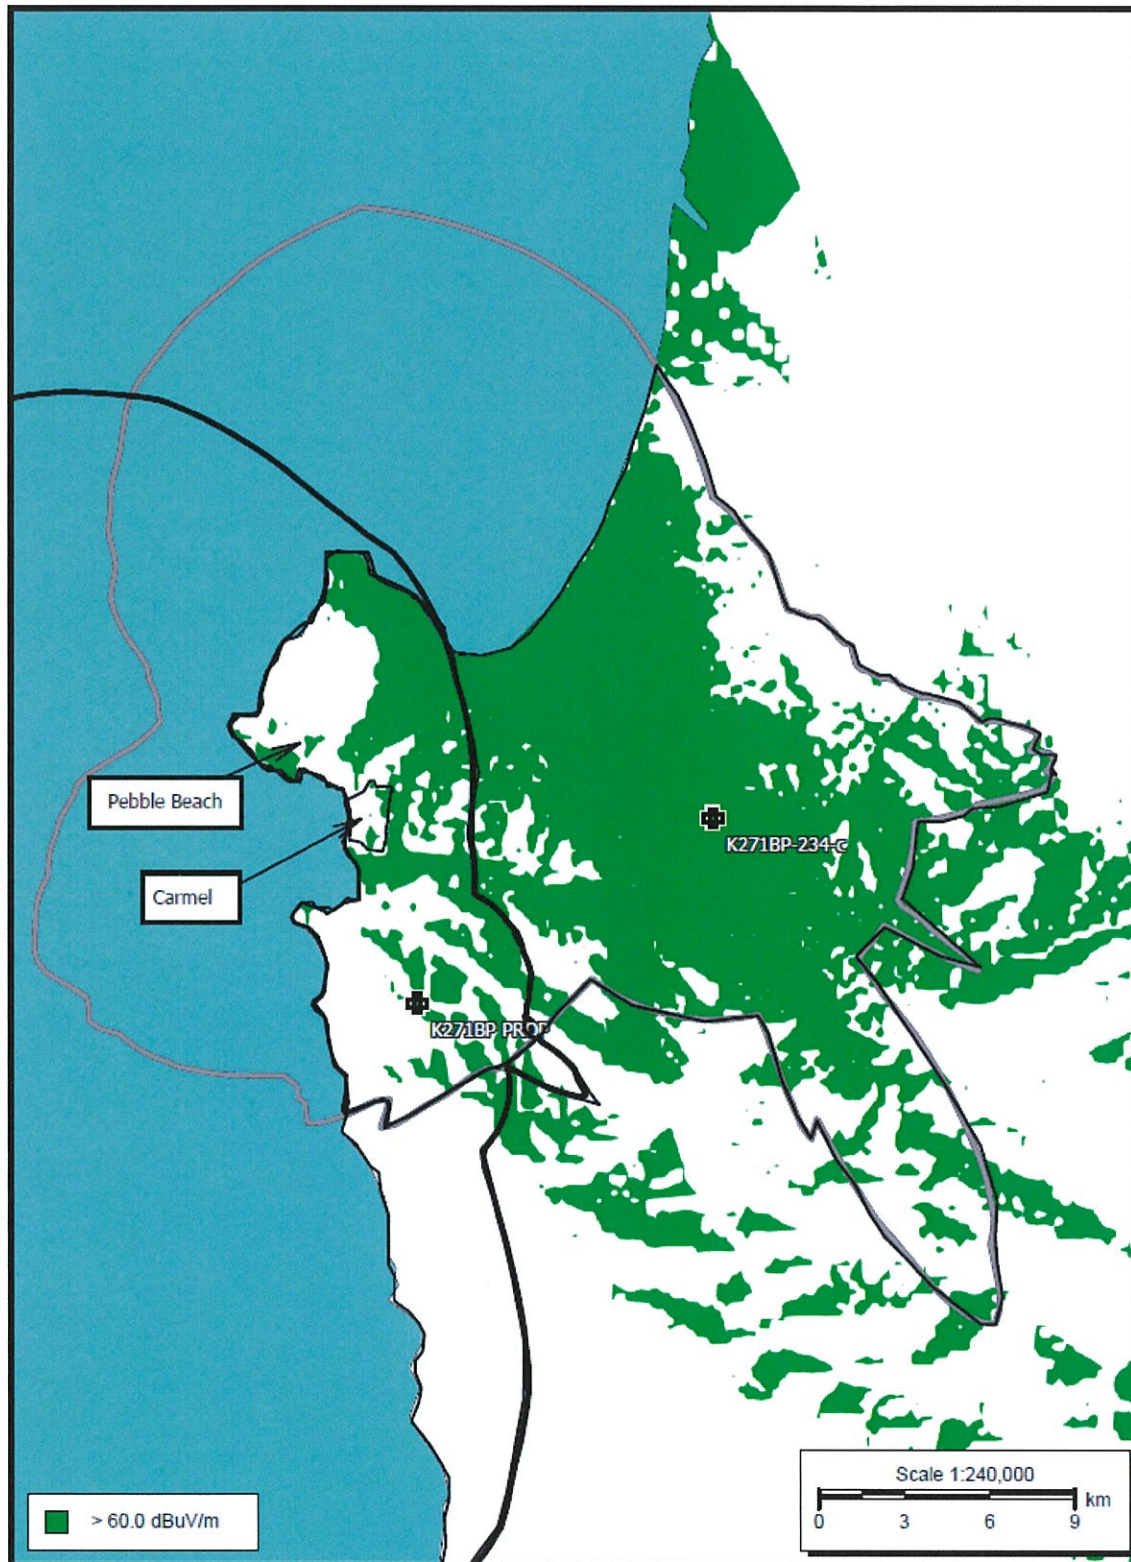 Pebble Beach
Carmel
K271BP-234-c
K271BP PROP
> 60.0 dBuV/m
Scale 1:240,000
km
0 3 6 9